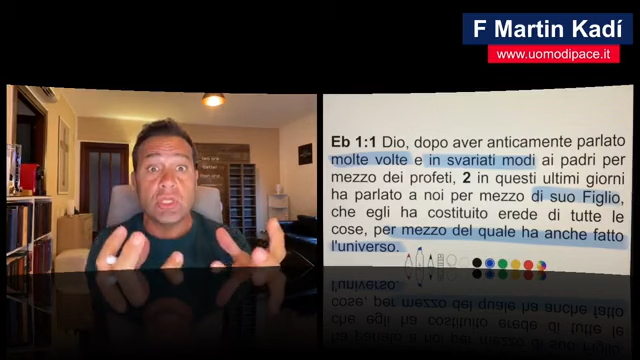 F Martin Kadí
www.uomodipace.it
Eb 1:1 Dio, dopo aver anticamente parlato
molte volte e in svariati modi ai padri per
mezzo dei profeti, 2 in questi ultimi giorni
ha parlato a noi per mezzo di suo Figlio,
che egli ha costituito erede di tutte le
cose, per mezzo del quale ha anche fatto
l'universo.